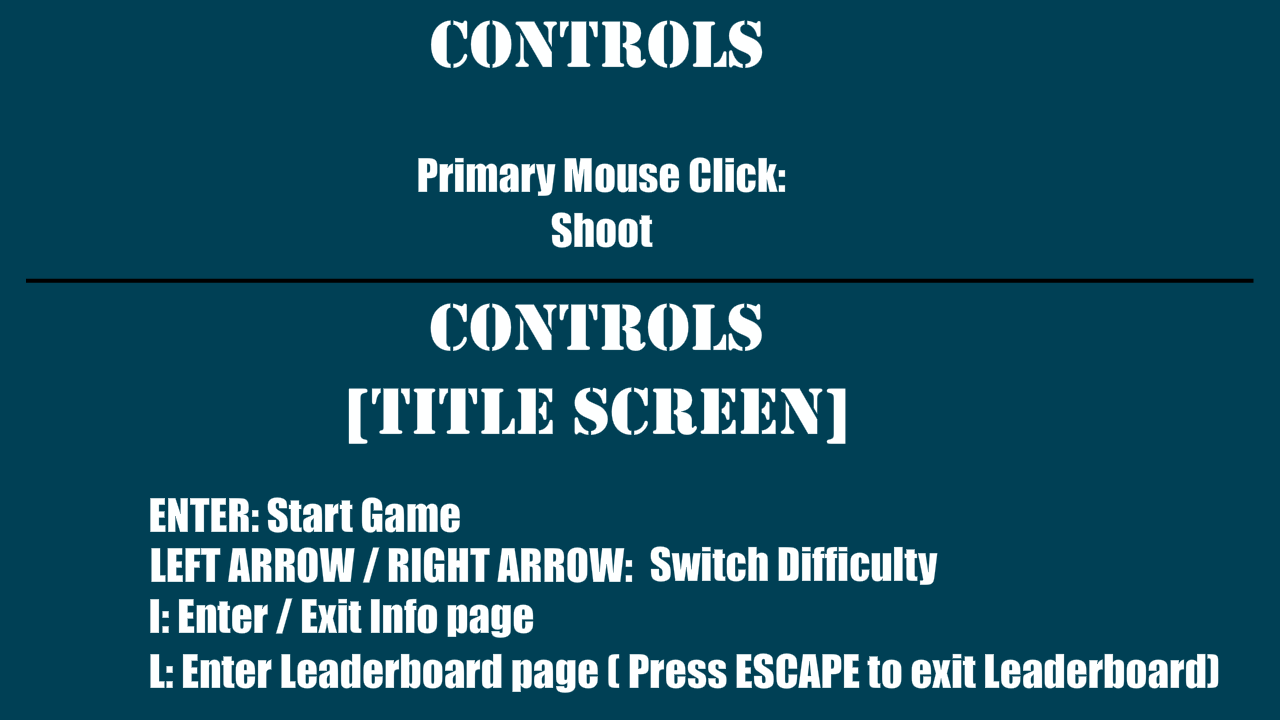 CONTROLS
Primary Mouse Click:
Shoot
CONTROLS
[TITLE SCREEN]
ENTER: Start Game
LEFT ARROW / RIGHT ARROW: Switch Difficulty
I: Enter / Exit Info page
L: Enter Leaderboard page ( Press ESCAPE to exit Leaderboard)